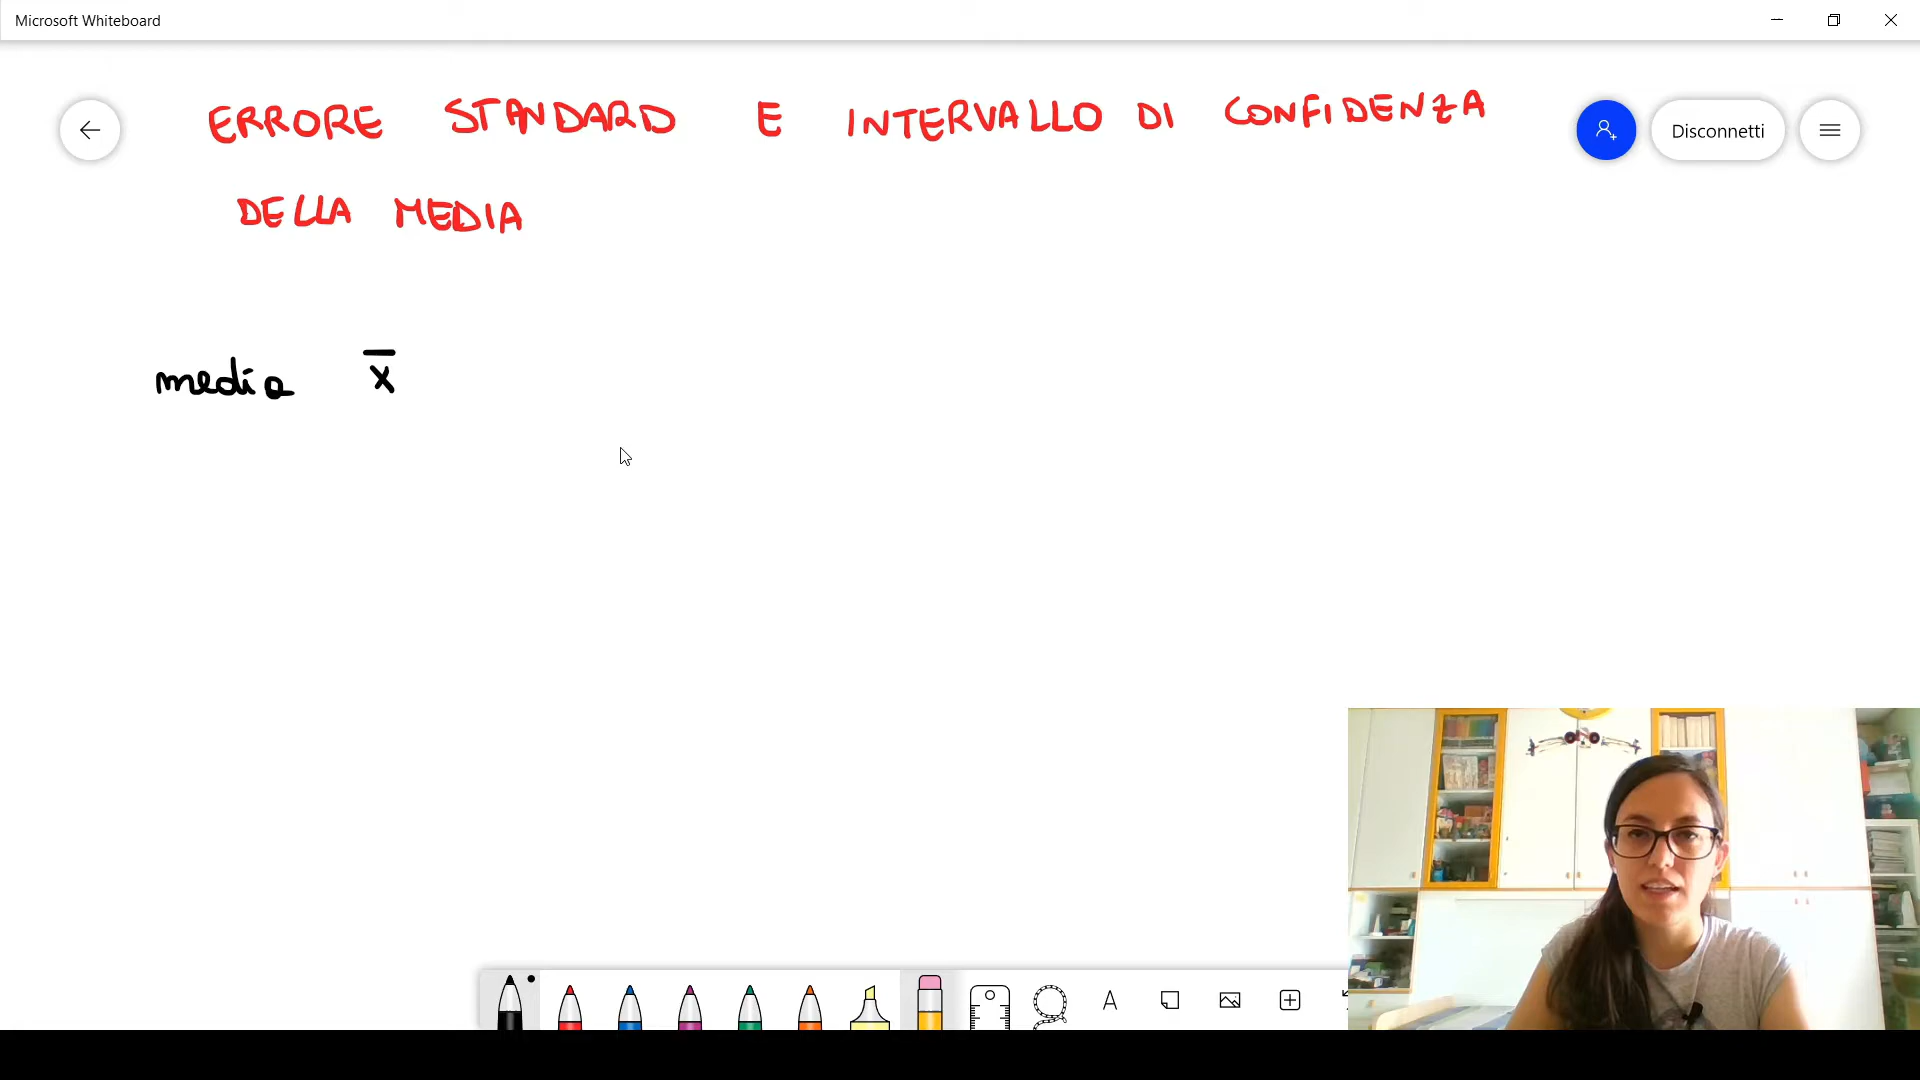 Microsoft Whiteboard
ERRORE STANDARD E INTERVALLO DI CONFIDENZA
Disconnetti
DELLA MEDIA
media x̅